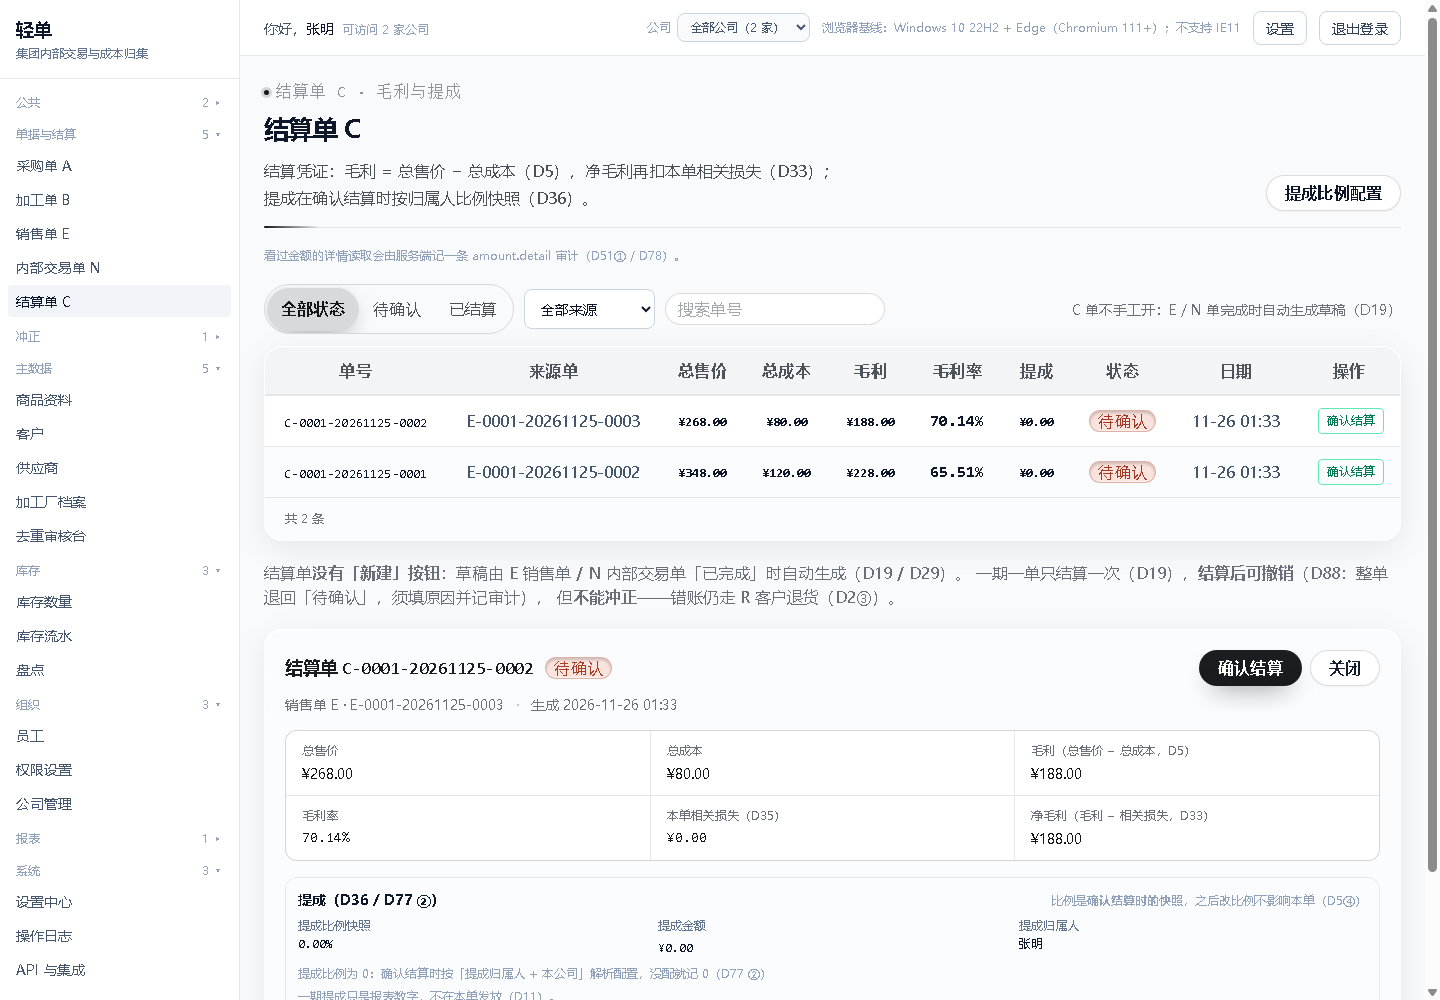 轻单
集团内部交易与成本归集
公共 2
单据与结算 5
采购单 A
加工单 B
销售单 E
内部交易单 N
结算单 C
冲正 1
主数据 5
商品资料
客户
供应商
加工厂档案
去重审核台
库存 3
库存数量
库存流水
盘点
组织 3
员工
权限设置
公司管理
报表 1
系统 3
设置中心
操作日志
API 与集成
你好，张明 可访问 2 家公司
公司 全部公司（2 家） 浏览器基线：Windows 10 22H2 + Edge（Chromium 111+）；不支持 IE11 设置 退出登录
结算单 C - 毛利与提成
结算单 C
结算凭证：毛利 = 总售价 − 总成本（D5），净毛利再扣本单相关损失（D33）；
提成在确认结算时按归属人比例快照（D36）。
提成比例配置
看过金额的详情读取会由服务端记一条 amount.detail 审计（D51① / D78）。
全部状态 待确认 已结算 全部来源 搜索单号 C 单不手工开：E / N 单完成时自动生成草稿（D19）
单号 来源单 总售价 总成本 毛利 毛利率 提成 状态 日期 操作
C-0001-20261125-0002 E-0001-20261125-0003 ¥268.00 ¥80.00 ¥188.00 70.14% ¥0.00 待确认 11-26 01:33 确认结算
C-0001-20261125-0001 E-0001-20261125-0002 ¥348.00 ¥120.00 ¥228.00 65.51% ¥0.00 待确认 11-26 01:33 确认结算
共 2 条
结算单没有「新建」按钮：草稿由 E 销售单 / N 内部交易单「已完成」时自动生成（D19 / D29）。 一期一单只结算一次（D19），结算后可撤销（D88：整单
退回「待确认」，须填原因并记审计）， 但不能冲正——错账仍走 R 客户退货（D2③）。
结算单 C-0001-20261125-0002 待确认 确认结算 关闭
销售单 E · E-0001-20261125-0003 · 生成 2026-11-26 01:33
总售价 总成本 毛利（总售价 − 总成本，D5）
¥268.00 ¥80.00 ¥188.00
毛利率 本单相关损失（D35） 净毛利（毛利 − 相关损失，D33）
70.14% ¥0.00 ¥188.00
提成（D36 / D77 ②） 比例是确认结算时的快照，之后改比例不影响本单（D5④）
提成比例快照 提成金额 提成归属人
0.00% ¥0.00 张明
提成比例为 0：确认结算时按「提成归属人 + 本公司」解析配置，没配就记 0（D77 ②）
一期提成只是报表数字，不在本单发放（D11）。